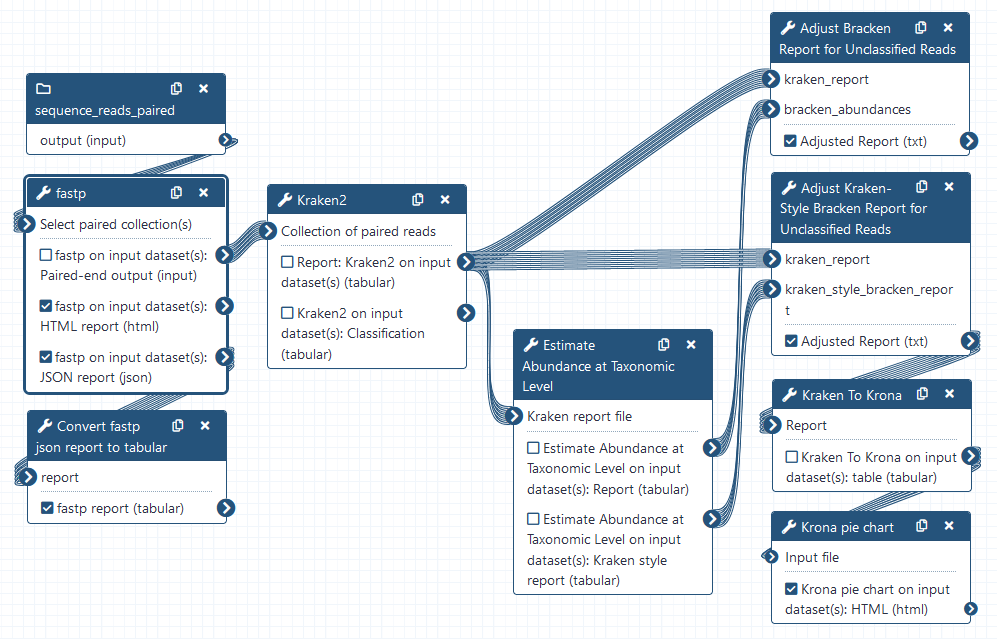 sequence_reads_paired
output (input)
fastp
Select paired collection(s)
fastp on input dataset(s):
Paired-end output (input)
fastp on input dataset(s):
HTML report (html)
fastp on input dataset(s):
JSON report (json)
Convert fastp
json report to tabular
report
fastp report (tabular)
Kraken2
Collection of paired reads
Report: Kraken2 on input
dataset(s) (tabular)
Kraken2 on input
dataset(s): Classification
(tabular)
Estimate
Abundance at Taxonomic
Level
Kraken report file
Estimate Abundance at
Taxonomic Level on input
dataset(s): Report (tabular)
Estimate Abundance at
Taxonomic Level on input
dataset(s): Kraken style
report (tabular)
Adjust Bracken
Report for Unclassified Reads
kraken_report
bracken_abundances
Adjusted Report (txt)
Adjust Kraken-
Style Bracken Report for
Unclassified Reads
kraken_report
kraken_style_bracken_repor
t
Adjusted Report (txt)
Kraken To Krona
Report
Kraken To Krona on input
dataset(s): table (tabular)
Krona pie chart
Input file
Krona pie chart on input
dataset(s): HTML (html)